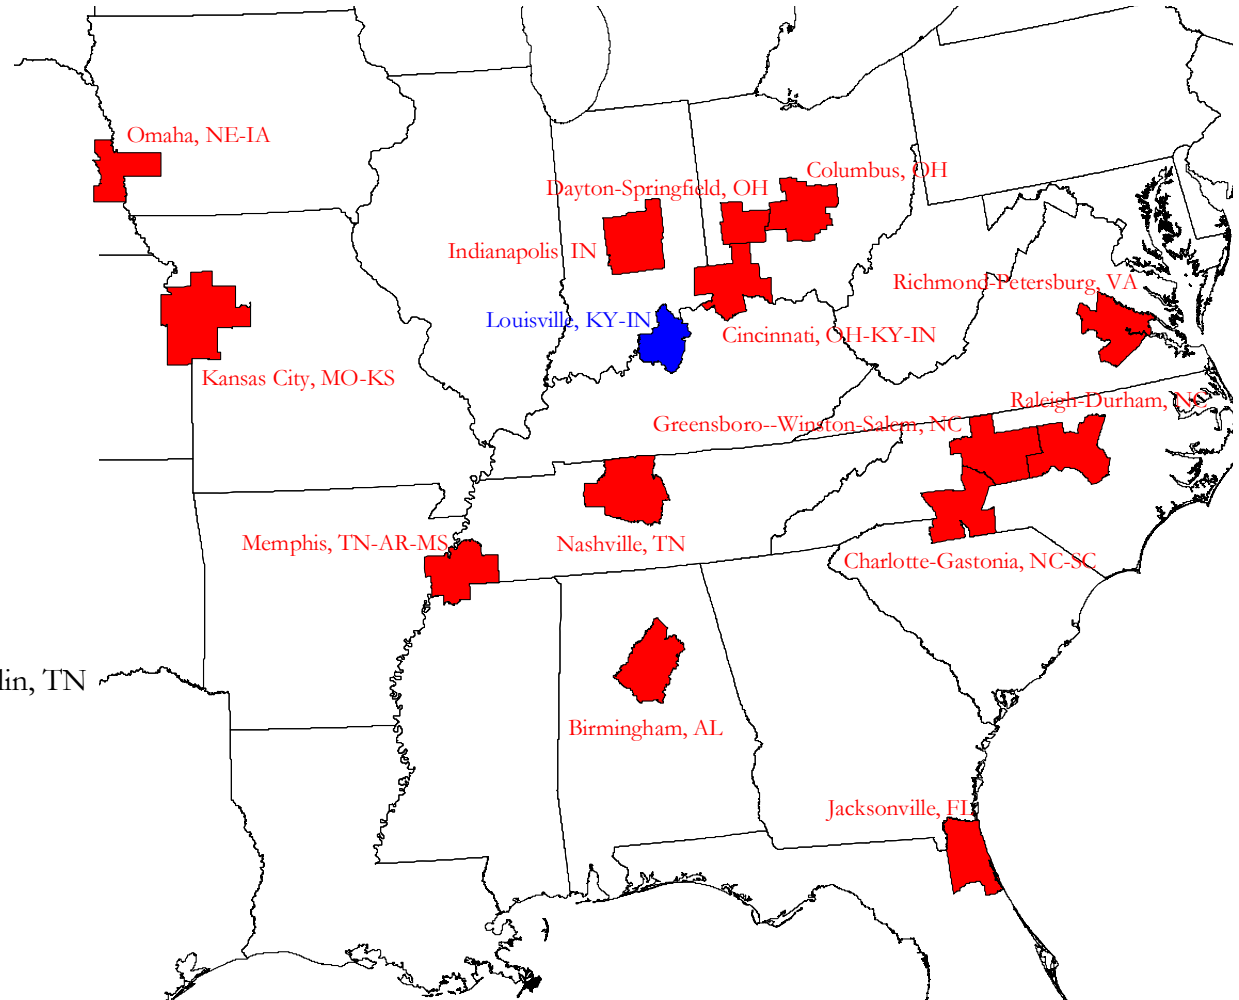 Omaha, NE-IA
Columbus, OH
Dayton-Springfield, OH
Indianapolis, IN
Richmond-Petersburg, VA
Louisville, KY-IN
Cincinnati, OH-KY-IN
Kansas City, MO-KS
Raleigh-Durham, NC
Greensboro--Winston-Salem, NC
Memphis, TN-AR-MS
Nashville, TN
Charlotte-Gastonia, NC-SC
lin, TN
Birmingham, AL
Jacksonville, FL